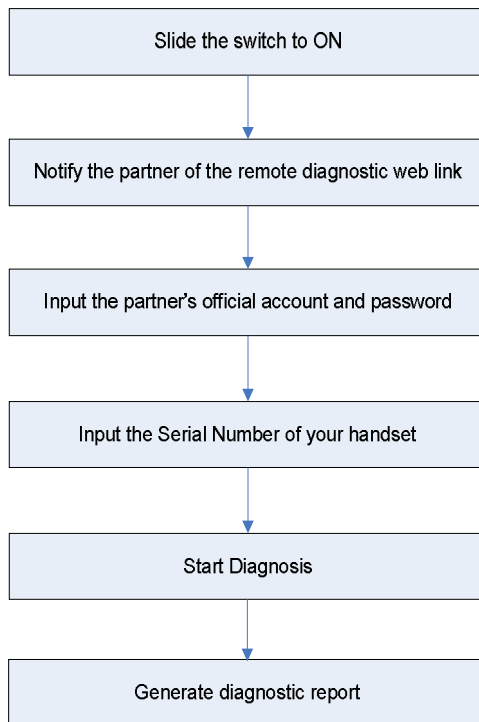 Slide the switch to ON
Notify the partner of the remote diagnostic web link
Input the partner's official account and password
Input the Serial Number of your handset
Start Diagnosis
Generate diagnostic report